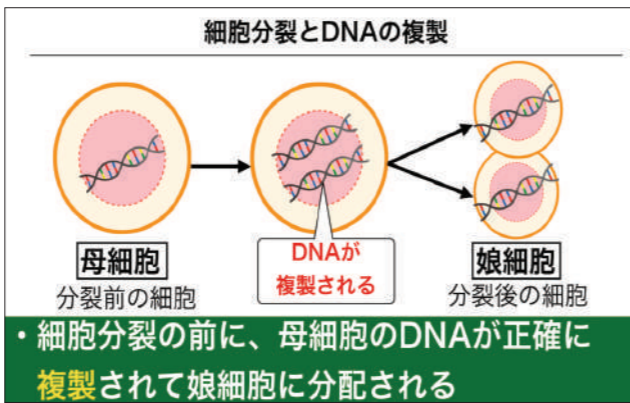 細胞分裂とDNAの複製
DNAが
複製される
母細胞
分裂前の細胞
娘細胞
分裂後の細胞
・細胞分裂の前に、母細胞のDNAが正確に
複製されて娘細胞に分配される